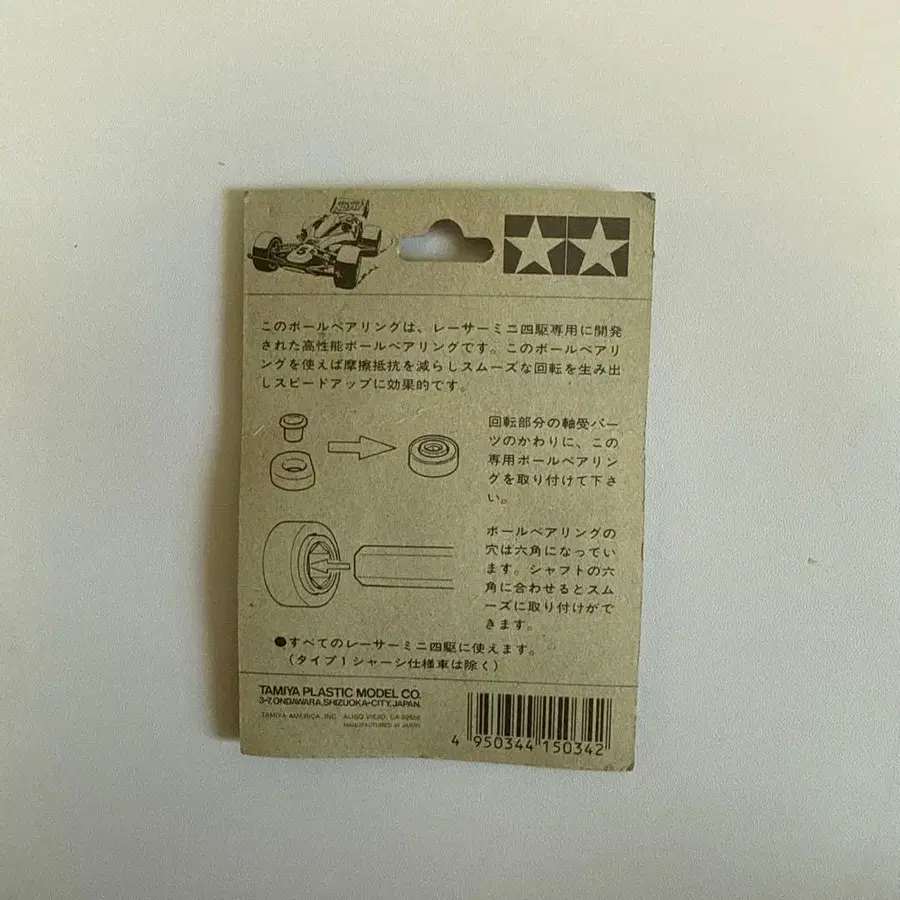 このボールベアリングは、レーサーミニ四駆専用に開発
された高性能ボールベアリングです。このボールベアリ
ングを使えば摩擦抵抗を減らしスムーズな回転を生み出
しスピードアップに効果的です。
回転部分の軸受パー
ツのかわりに、この
専用ボールベアリン
グを取り付けて下さ
い。
ボールベアリングの
穴は六角になってい
ます。シャフトの六
角に合わせるとスム
ーズに取り付けがで
きます。
●すべてのレーサーミニ四駆に使えます。
(タイプ1シャーシ仕様車は除く)
TAMIYA PLASTIC MODEL CO.
3-7, ONDAWARA, SHIZUOKA-CITY, JAPAN.
TAMIYA AMERICA, INC. ALISO VIEJO, CA 92656
MANUFACTURED IN JAPAN
4 950344 150342